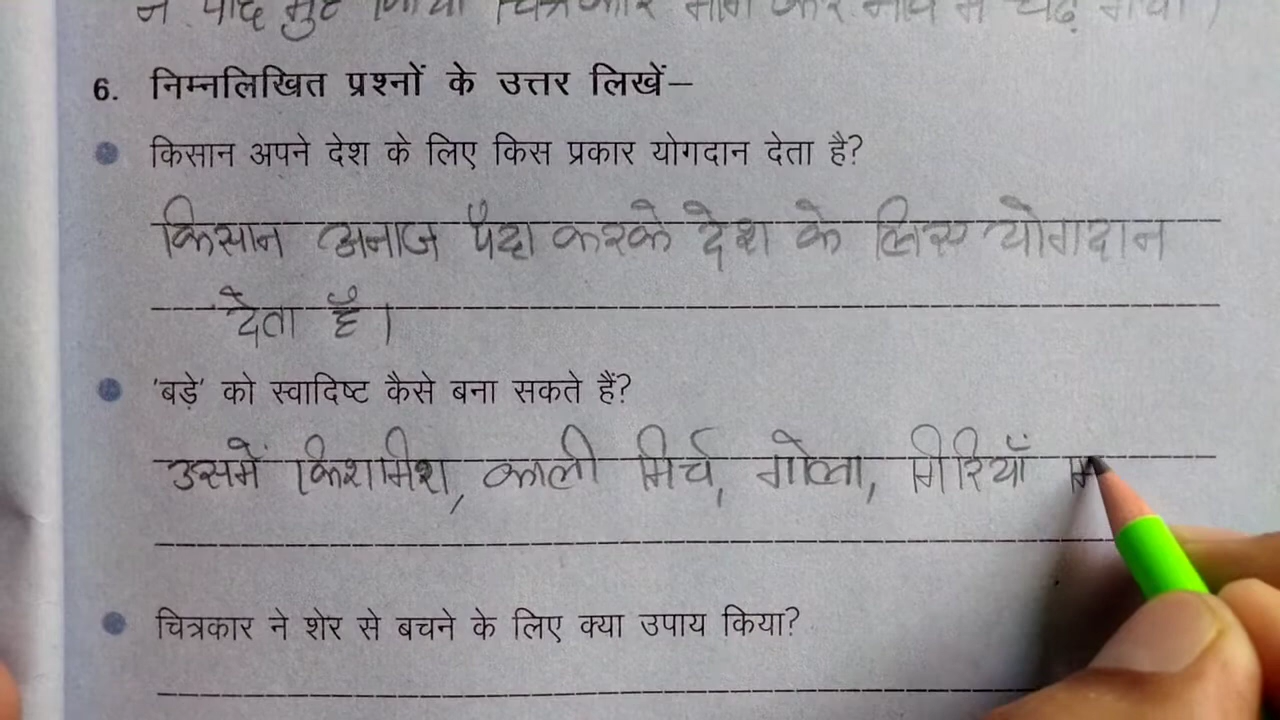 6. निम्नलिखित प्रश्नों के उत्तर लिखें–
किसान अपने देश के लिए किस प्रकार योगदान देता है?
किसान अनाज पैदा करके देश के लिए योगदान
देता है।
'बड़े' को स्वादिष्ट कैसे बना सकते हैं?
उसमें किशमिश, काली मिर्च, गोला, गिरियाँ
चित्रकार ने शेर से बचने के लिए क्या उपाय किया?